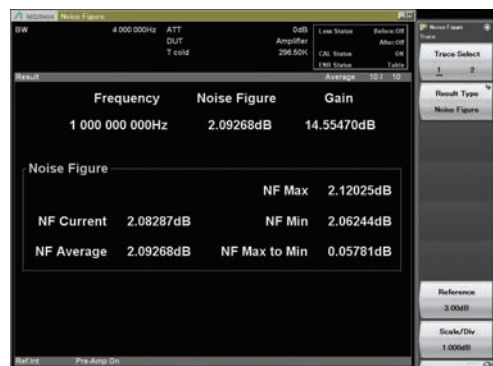 MS2840A Noise Figure
BW 4 000 000Hz ATT 0dB Loss Status Before:Off
DUT Amplifier After:Off
T cold 296.50K CAL Status OK
ENR Status Table
Result Average 10 / 10
Frequency Noise Figure Gain
1 000 000 000Hz 2.09268dB 14.55470dB
Noise Figure
NF Max 2.12025dB
NF Current 2.08287dB NF Min 2.06244dB
NF Average 2.09268dB NF Max to Min 0.05781dB
Ref.Int Pre-Amp On
Noise Figure
Trace
Trace Select
1 2
Result Type
Noise Figure
Reference
3.00dB
Scale/Div
1.000dB